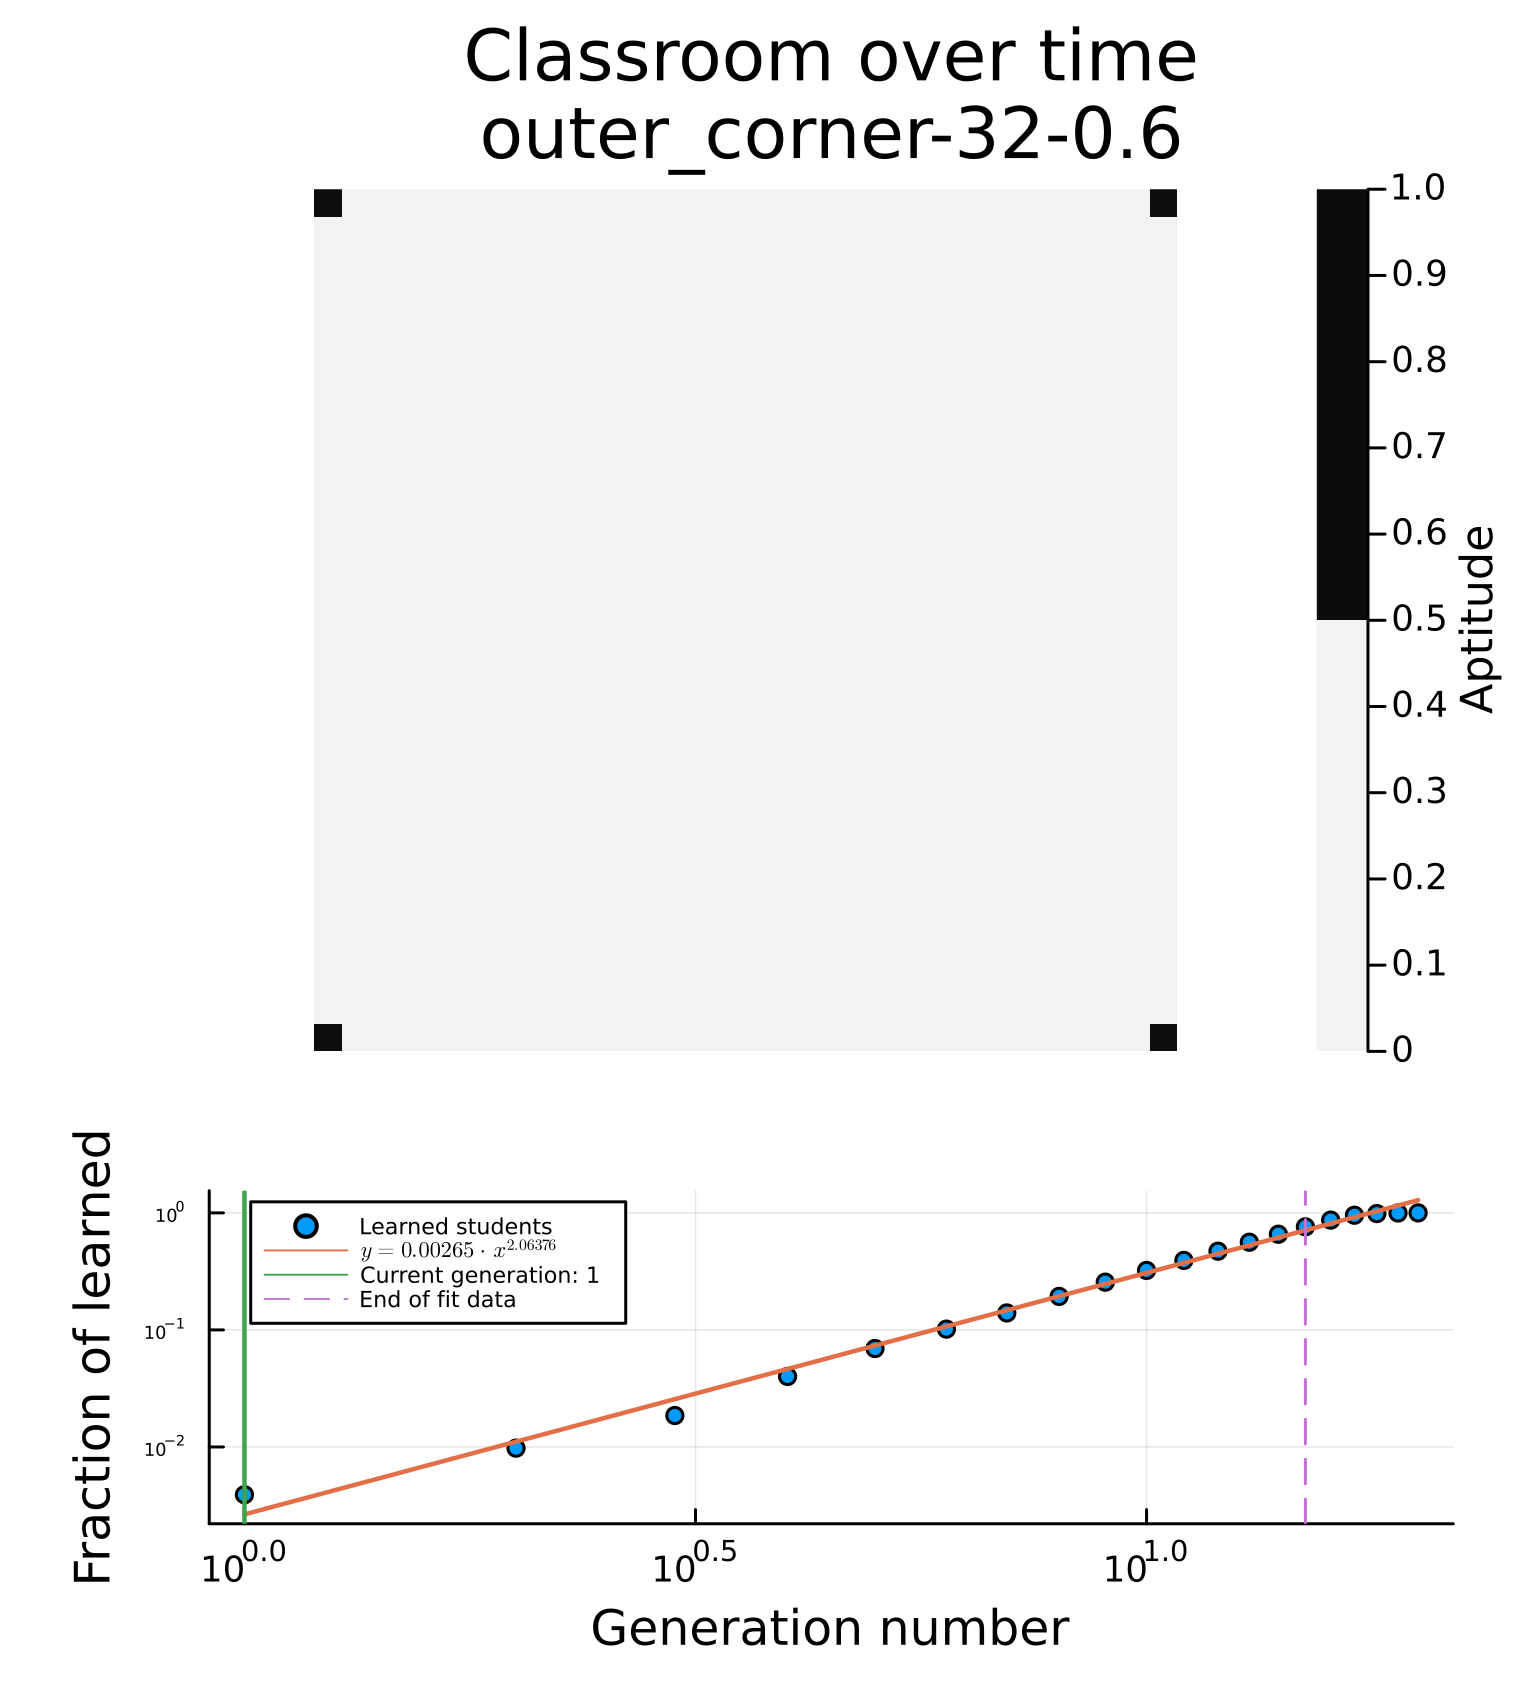 Classroom over time
outer_corner-32-0.6
1.0
0.9
0.8
0.7
0.6
0.5
0.4
0.3
0.2
0.1
0
Aptitude
Fraction of learned
10⁰
10⁻¹
10⁻²
Learned students
y = 0.00265 · x^{2.06376}
Current generation: 1
End of fit data
10^{0.0} 10^{0.5} 10^{1.0}
Generation number